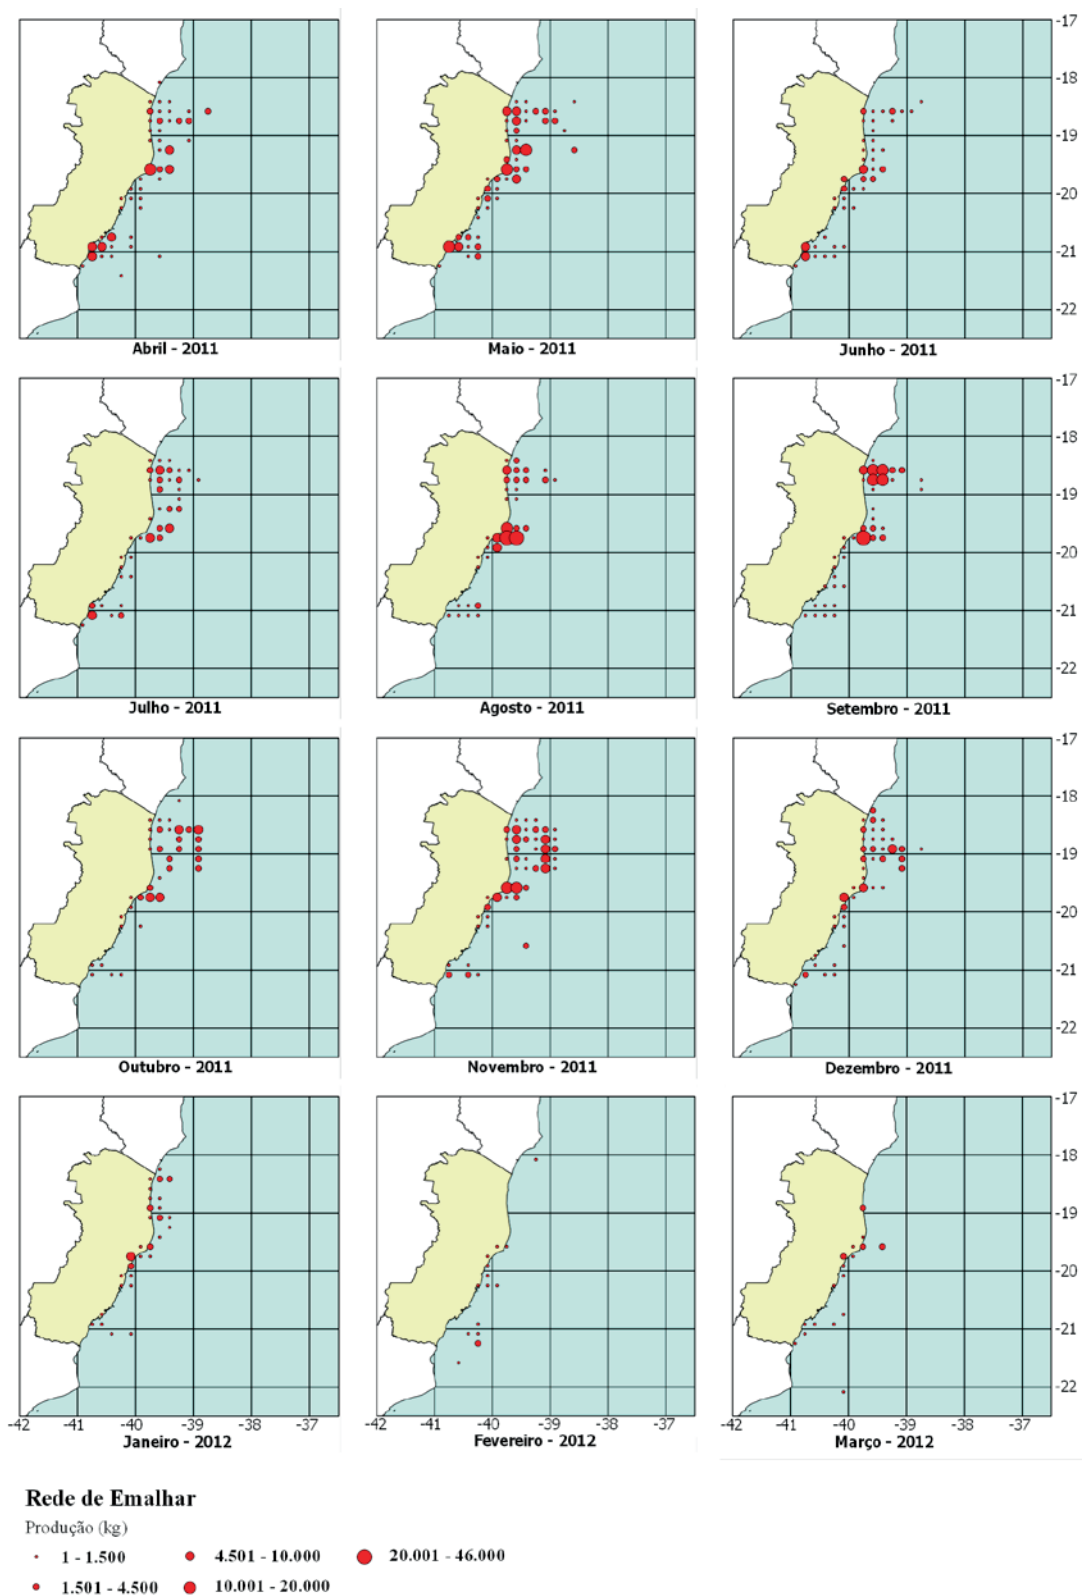 -17
-18
-19
-20
-21
-22
Abril - 2011 Maio - 2011 Junho - 2011
-17
-18
-19
-20
-21
-22
Julho - 2011 Agosto - 2011 Setembro - 2011
-17
-18
-19
-20
-21
-22
Outubro - 2011 Novembro - 2011 Dezembro - 2011
-17
-18
-19
-20
-21
-22
-42 -41 -40 -39 -37 -42 -41 -40 -39 -37 -42 -41 -40 -39 -37
Janeiro - 2012 Fevereiro - 2012 Março - 2012
Rede de Emalhar
Produção (kg)
1 - 1.500 4.501 - 10.000 20.001 - 46.000
1.501 - 4.500 10.001 - 20.000